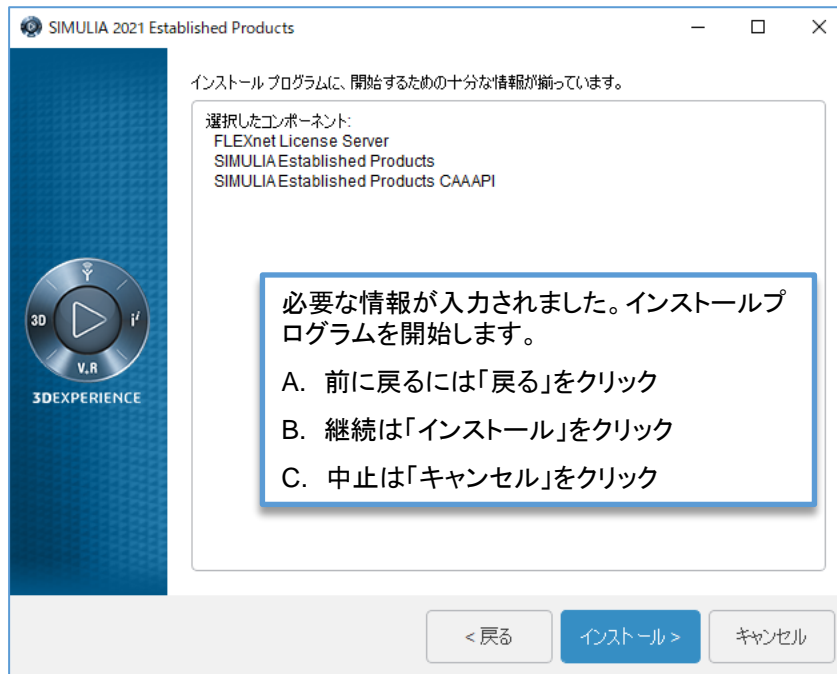 SIMULIA 2021 Established Products
インストール プログラムに、開始するための十分な情報が揃っています。
選択したコンポーネント:
FLEXnet License Server
SIMULIA Established Products
SIMULIA Established Products CAAAPI
必要な情報が入力されました。インストールプ
ログラムを開始します。
A. 前に戻るには「戻る」をクリック
B. 継続は「インストール」をクリック
C. 中止は「キャンセル」をクリック
3D
i
V.R
3DEXPERIENCE
< 戻る
インストール >
キャンセル